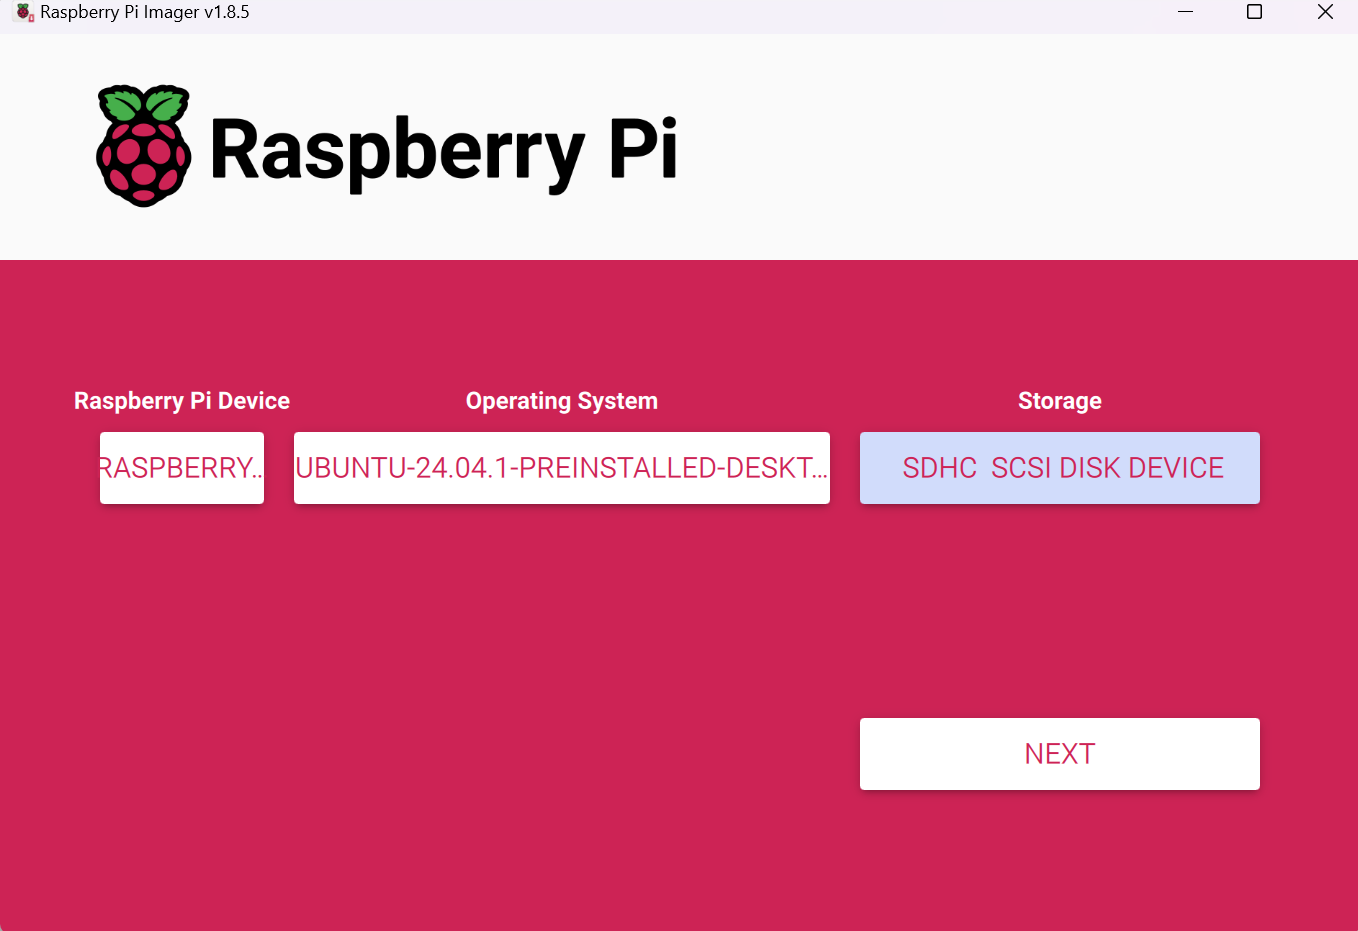 Raspberry Pi Imager v1.8.5
Raspberry Pi
Raspberry Pi Device
Operating System
Storage
RASPBERRY...
UBUNTU-24.04.1-PREINSTALLED-DESKT...
SDHC  SCSI DISK DEVICE
NEXT